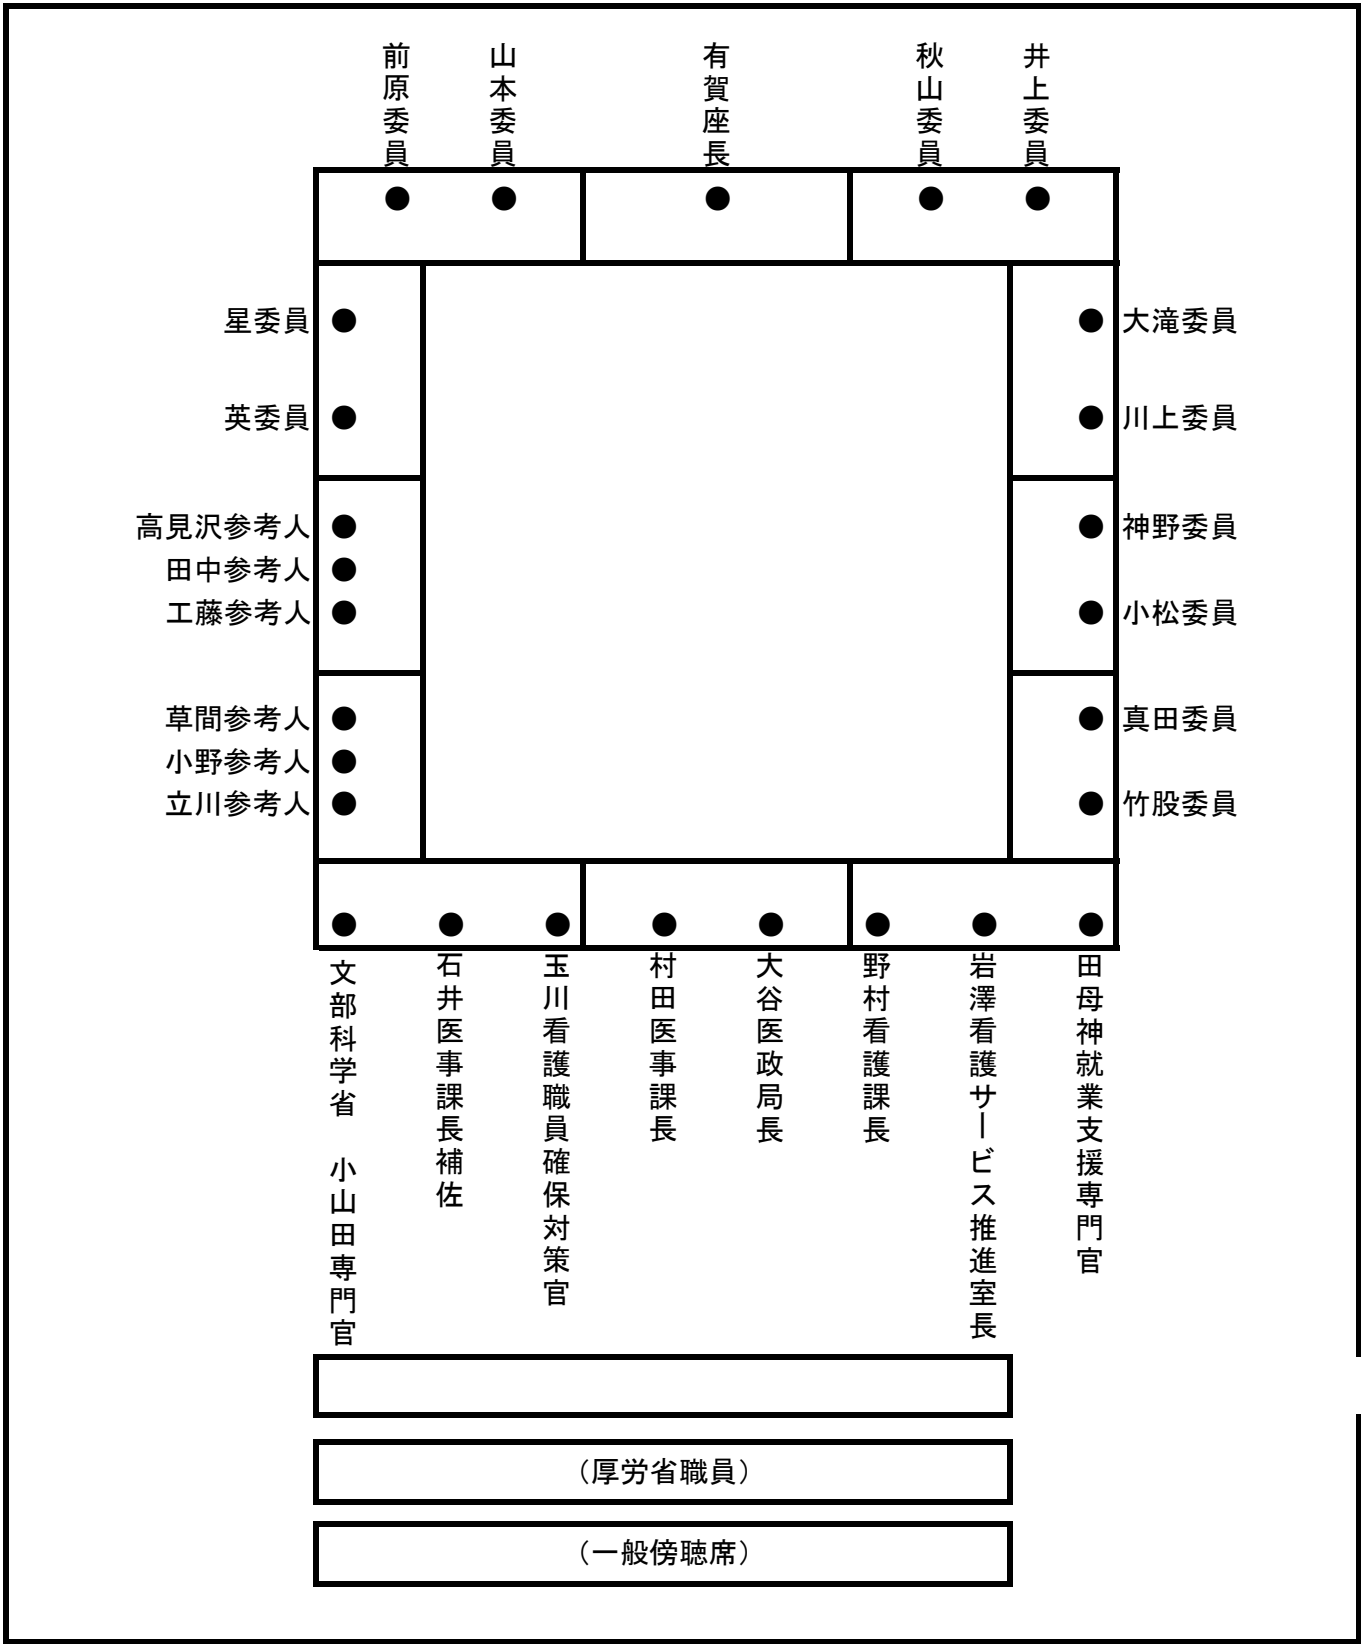 前原委員
山本委員
有賀座長
秋山委員
井上委員
星委員
大滝委員
英委員
川上委員
高見沢参考人
神野委員
田中参考人
工藤参考人
小松委員
草間参考人
真田委員
小野参考人
立川参考人
竹股委員
文部科学省　小山田専門官
石井医事課長補佐
玉川看護職員確保対策官
村田医事課長
大谷医政局長
野村看護課長
岩澤看護サービス推進室長
田母神就業支援専門官
（厚労省職員）
（一般傍聴席）